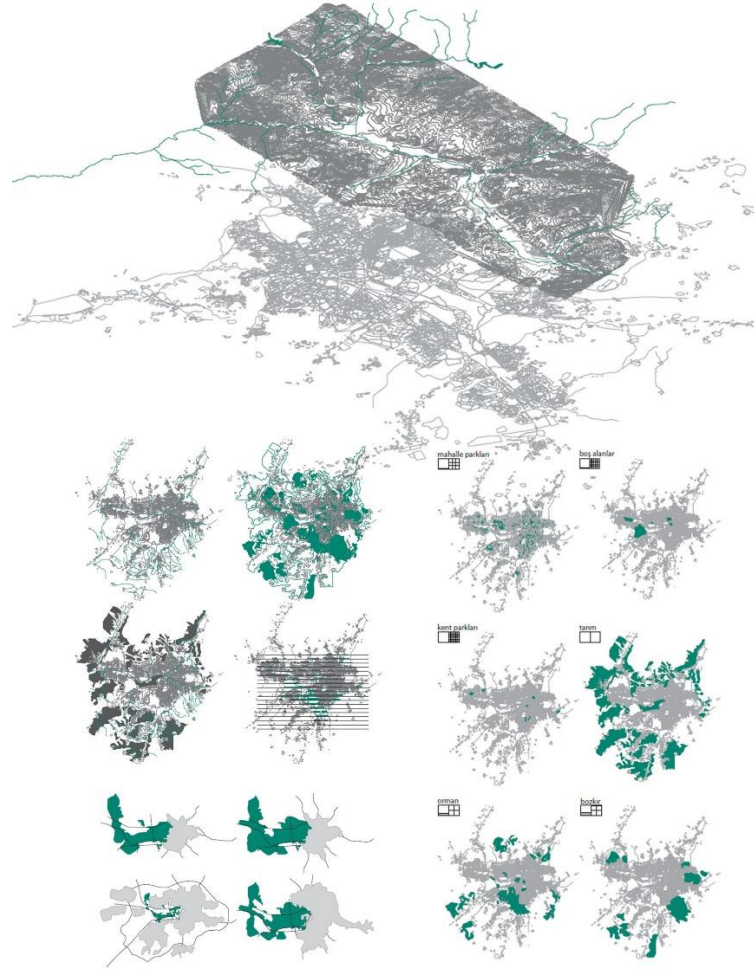 mahalle parkları
boş alanlar
kent parkları
tarım
orman
bozkır